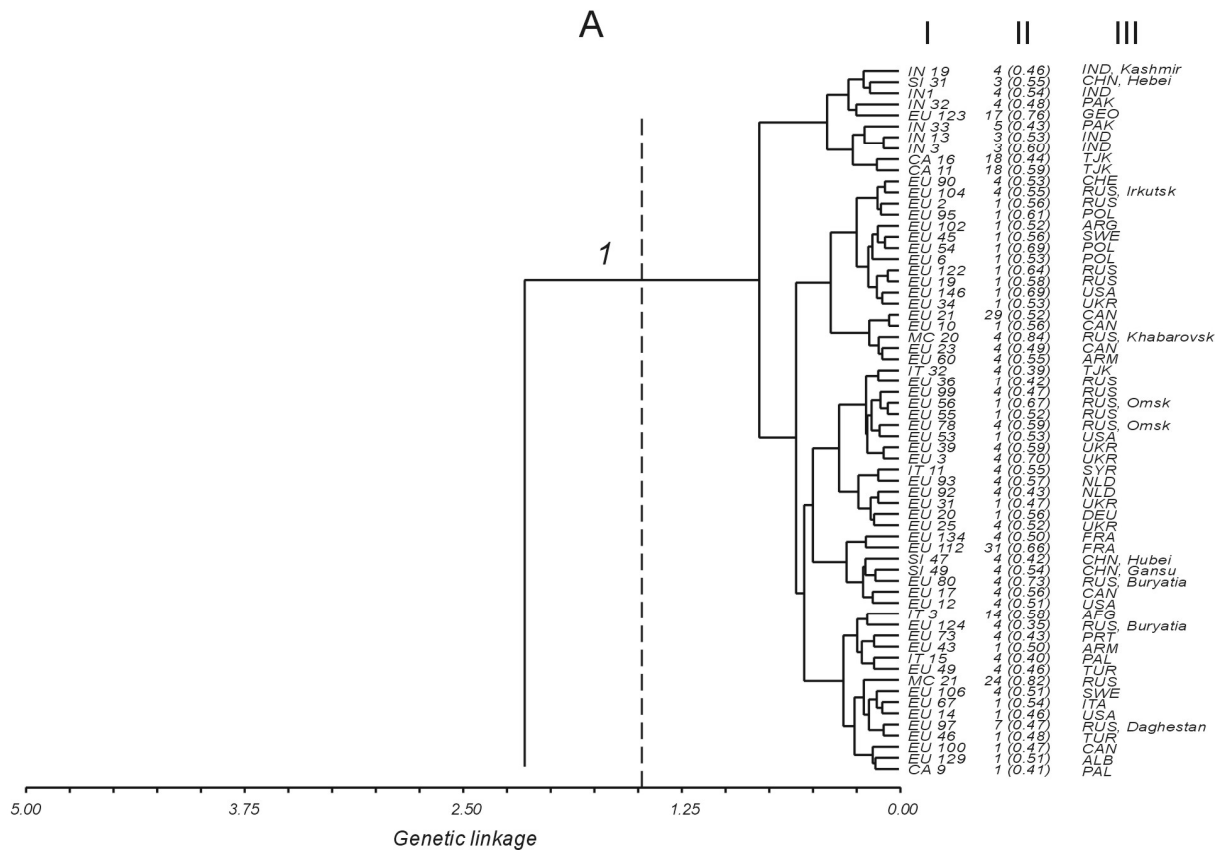 A
I II III
IN 19 4 (0.46) IND, Kashmir
SI 31 3 (0.55) CHN, Hebei
IN1 4 (0.54) IND
IN 32 4 (0.48) PAK
EU 123 17 (0.76) GEO
IN 33 5 (0.43) PAK
IN 13 3 (0.53) IND
IN 3 3 (0.60) IND
CA 16 18 (0.44) TJK
CA 11 18 (0.59) TJK
EU 90 4 (0.53) CHE
EU 104 4 (0.55) RUS, Irkutsk
EU 2 1 (0.56) RUS
EU 95 1 (0.61) POL
EU 102 1 (0.52) ARG
EU 45 1 (0.56) SWE
EU 54 1 (0.69) POL
EU 6 1 (0.53) POL
EU 122 1 (0.64) RUS
EU 19 1 (0.58) RUS
EU 146 1 (0.69) USA
EU 34 1 (0.53) UKR
EU 21 29 (0.52) CAN
EU 10 1 (0.56) CAN
MC 20 4 (0.84) RUS, Khabarovsk
EU 23 4 (0.49) CAN
EU 60 4 (0.55) ARM
IT 32 4 (0.39) TJK
EU 36 1 (0.42) RUS
EU 99 4 (0.47) RUS
EU 56 1 (0.67) RUS, Omsk
EU 55 1 (0.52) RUS
EU 78 4 (0.59) RUS, Omsk
EU 53 1 (0.53) USA
EU 39 4 (0.59) UKR
EU 3 4 (0.70) UKR
IT 11 4 (0.55) SYR
EU 93 4 (0.57) NLD
EU 92 4 (0.43) NLD
EU 31 1 (0.47) UKR
EU 20 1 (0.56) DEU
EU 25 4 (0.52) UKR
EU 134 4 (0.50) FRA
EU 112 31 (0.66) FRA
SI 47 4 (0.42) CHN, Hubei
SI 49 4 (0.54) CHN, Gansu
EU 80 4 (0.73) RUS, Buryatia
EU 17 4 (0.56) CAN
EU 12 4 (0.51) USA
IT 3 14 (0.58) AFG
EU 124 4 (0.35) RUS, Buryatia
EU 73 4 (0.43) PRT
EU 43 1 (0.50) ARM
IT 15 4 (0.40) PAL
EU 49 4 (0.46) TUR
MC 21 24 (0.82) RUS
EU 106 4 (0.51) SWE
EU 67 1 (0.54) ITA
EU 14 1 (0.46) USA
EU 97 7 (0.47) RUS, Daghestan
EU 46 1 (0.48) TUR
EU 100 1 (0.47) CAN
EU 129 1 (0.51) ALB
CA 9 1 (0.41) PAL
1
5.00 3.75 2.50 1.25 0.00
Genetic linkage